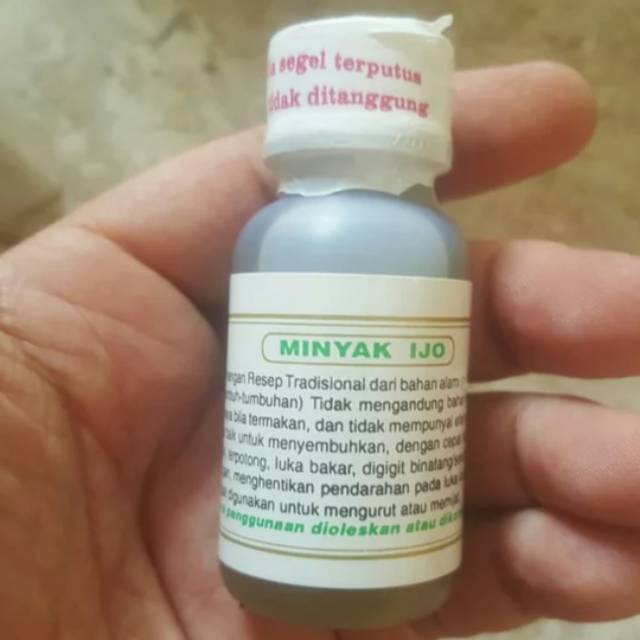 segel terputus
ditanggung
MINYAK IJO
Resep Tradisional dari bahan alam
Tidak mengandung
bila termakan, dan tidak mempunyai
untuk menyembuhkan, dengan
terpotong, luka bakar, digigit
menghentikan pendarahan pada luka
digunakan untuk mengurut atau
penggunaan dioleskan atau